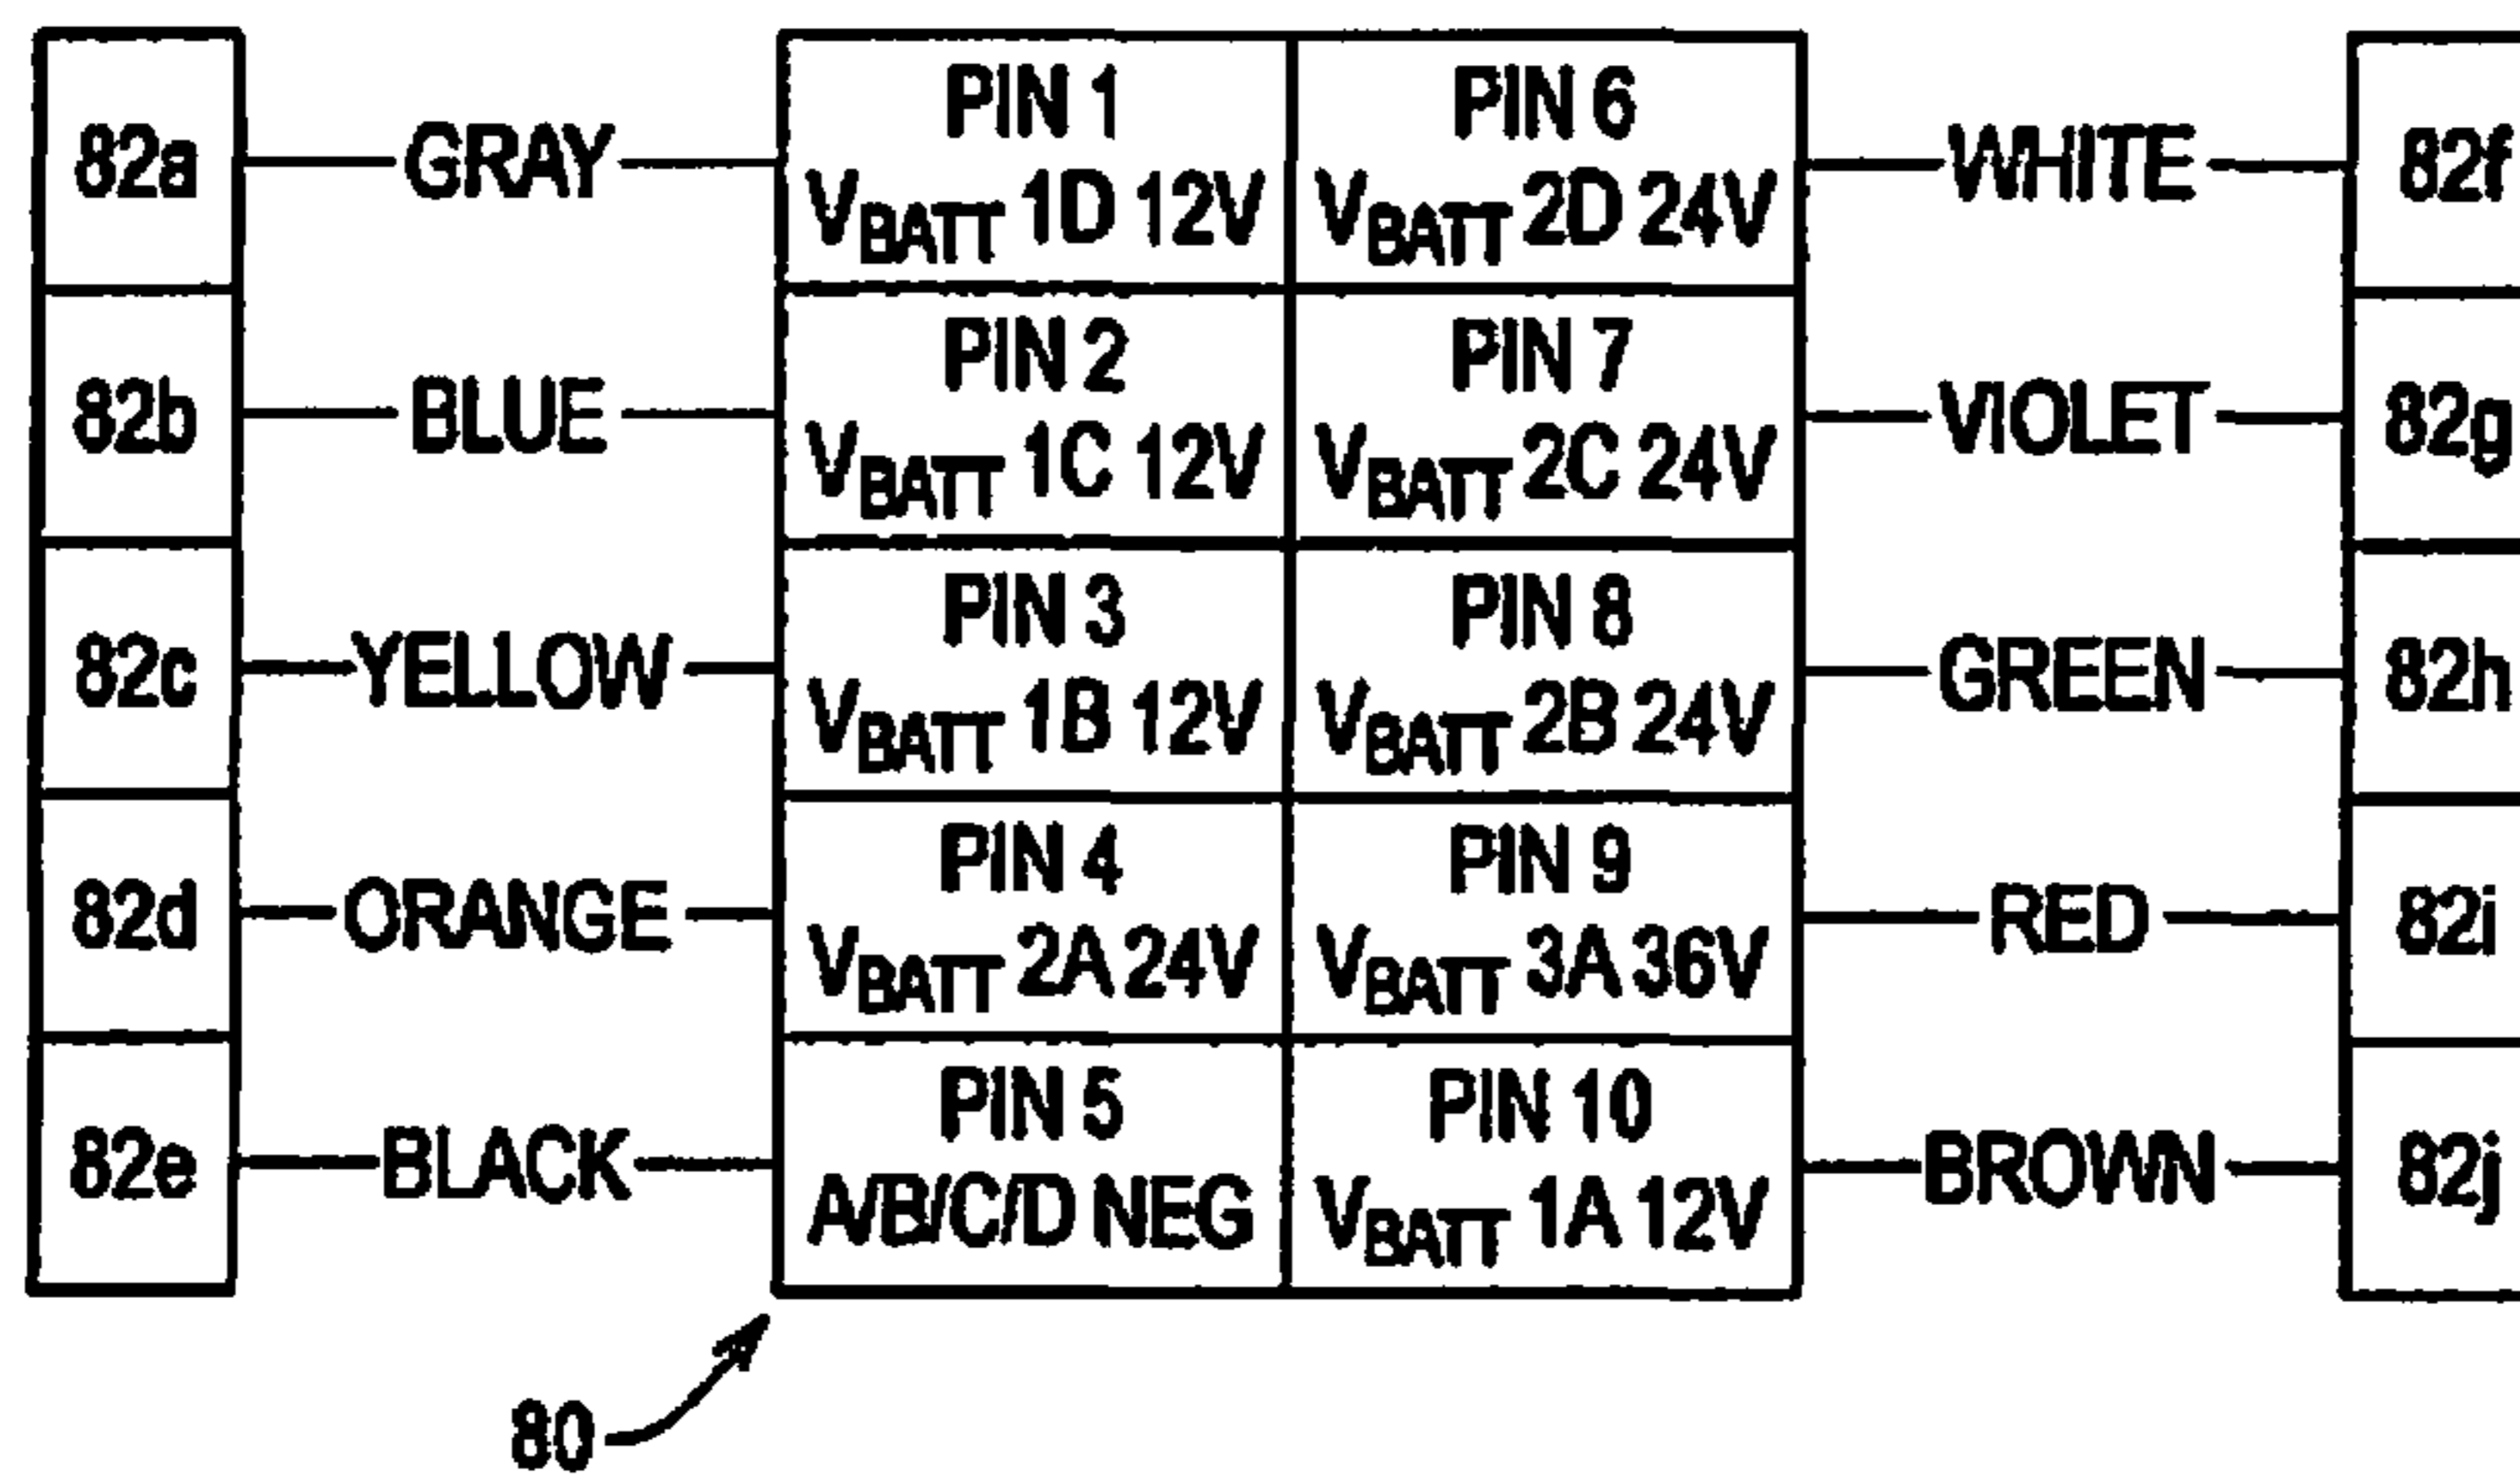 82a GRAY PIN 1 PIN 6 WHITE 82f
VBATT 1D 12V VBATT 2D 24V
82b BLUE PIN 2 PIN 7 VIOLET 82g
VBATT 1C 12V VBATT 2C 24V
82c YELLOW PIN 3 PIN 8 GREEN 82h
VBATT 1B 12V VBATT 2B 24V
82d ORANGE PIN 4 PIN 9 RED 82i
VBATT 2A 24V VBATT 3A 36V
82e BLACK PIN 5 PIN 10 BROWN 82j
A/B/C/D NEG VBATT 1A 12V
80